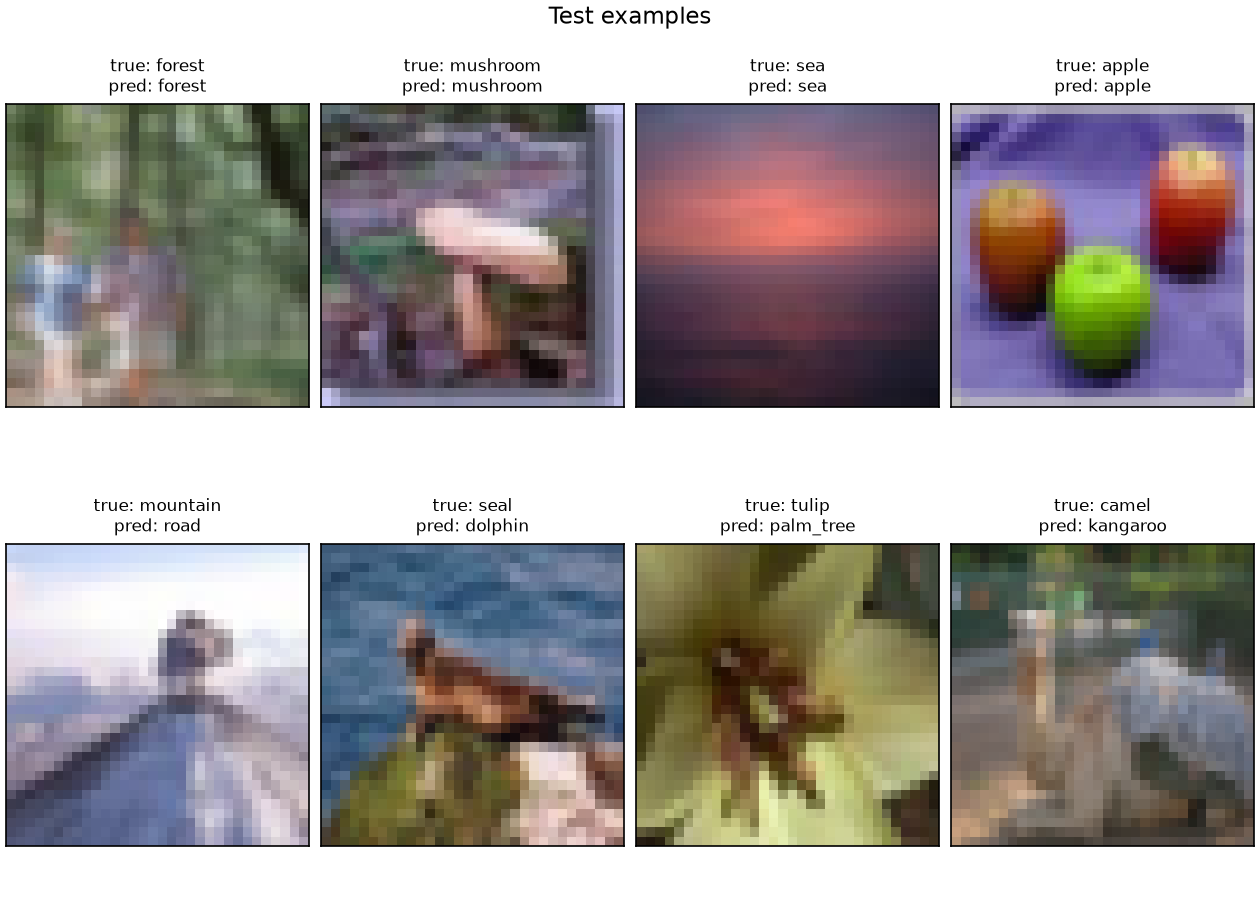 Test examples
true: forest
pred: forest
true: mushroom
pred: mushroom
true: sea
pred: sea
true: apple
pred: apple
true: mountain
pred: road
true: seal
pred: dolphin
true: tulip
pred: palm_tree
true: camel
pred: kangaroo